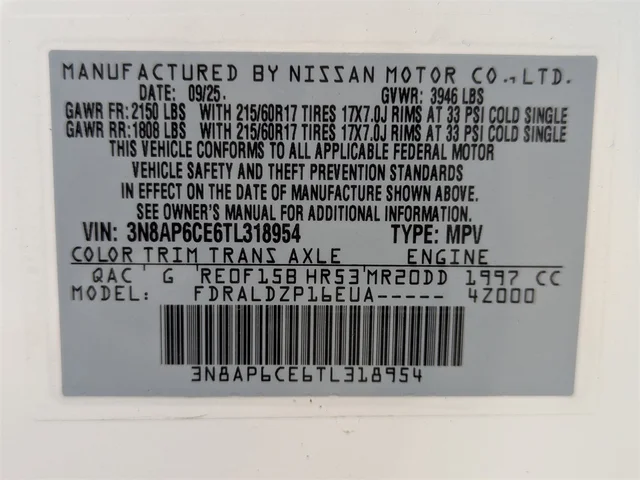 MANUFACTURED BY NISSAN MOTOR CO., LTD.
DATE: 09/25. GVWR: 3946 LBS
GAWR FR: 2150 LBS WITH 215/60R17 TIRES 17X7.0J RIMS AT 33 PSI COLD SINGLE
GAWR RR: 1808 LBS WITH 215/60R17 TIRES 17X7.0J RIMS AT 33 PSI COLD SINGLE
THIS VEHICLE CONFORMS TO ALL APPLICABLE FEDERAL MOTOR
VEHICLE SAFETY AND THEFT PREVENTION STANDARDS
IN EFFECT ON THE DATE OF MANUFACTURE SHOWN ABOVE.
SEE OWNER'S MANUAL FOR ADDITIONAL INFORMATION
VIN: 3N8AP6CE6TL318954 TYPE: MPV
COLOR TRIM TRANS AXLE ENGINE
QAC ' G 'RE0F15B HR53'MR20DD 1997 CC
MODEL: FDRALDZP16EUA----- 4Z000
3N8AP6CE6TL318954